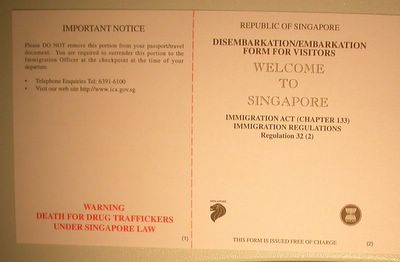 IMPORTANT NOTICE
Please DO NOT remove this portion from your passport/travel
document. You are required to surrender this portion to the
Immigration Officer at the checkpoint at the time of your
departure.
• Telephone Enquiries Tel: 6391-6100
• Visit our web site http://www.ica.gov.sg
WARNING
DEATH FOR DRUG TRAFFICKERS
UNDER SINGAPORE LAW
(1)
REPUBLIC OF SINGAPORE
DISEMBARKATION/EMBARKATION
FORM FOR VISITORS
WELCOME
TO
SINGAPORE
IMMIGRATION ACT (CHAPTER 133)
IMMIGRATION REGULATIONS
Regulation 32 (2)
SINGAPORE
THIS FORM IS ISSUED FREE OF CHARGE
(2)